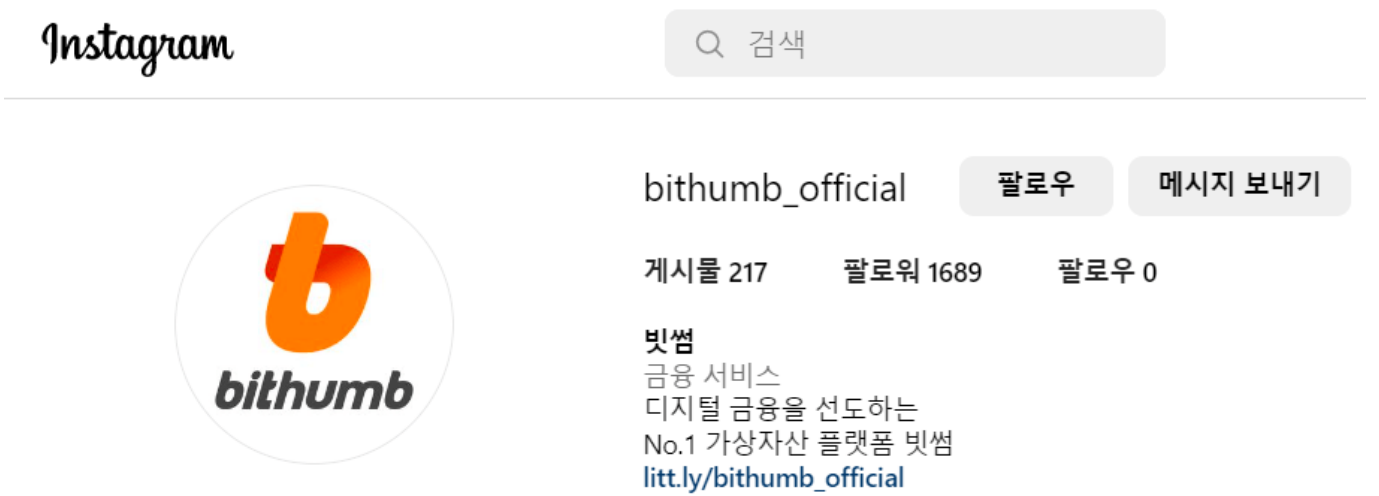 Instagram
검색
bithumb_official 팔로우 메시지 보내기
게시물 217 팔로워 1689 팔로우 0
bithumb
빗썸
금융 서비스
디지털 금융을 선도하는
No.1 가상자산 플랫폼 빗썸
litt.ly/bithumb_official